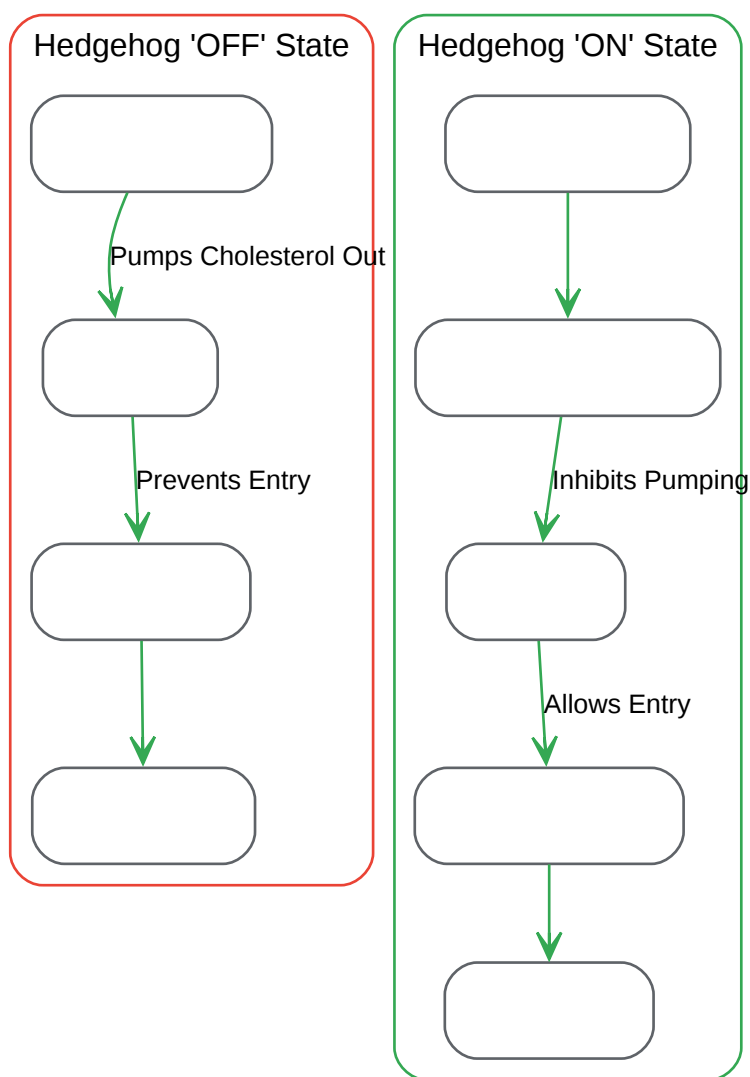 Hedgehog 'OFF' State
Pumps Cholesterol Out
Prevents Entry
Hedgehog 'ON' State
Inhibits Pumping
Allows Entry